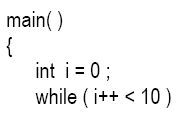 main( )
{
int i = 0 ;
while ( i++ < 10 )